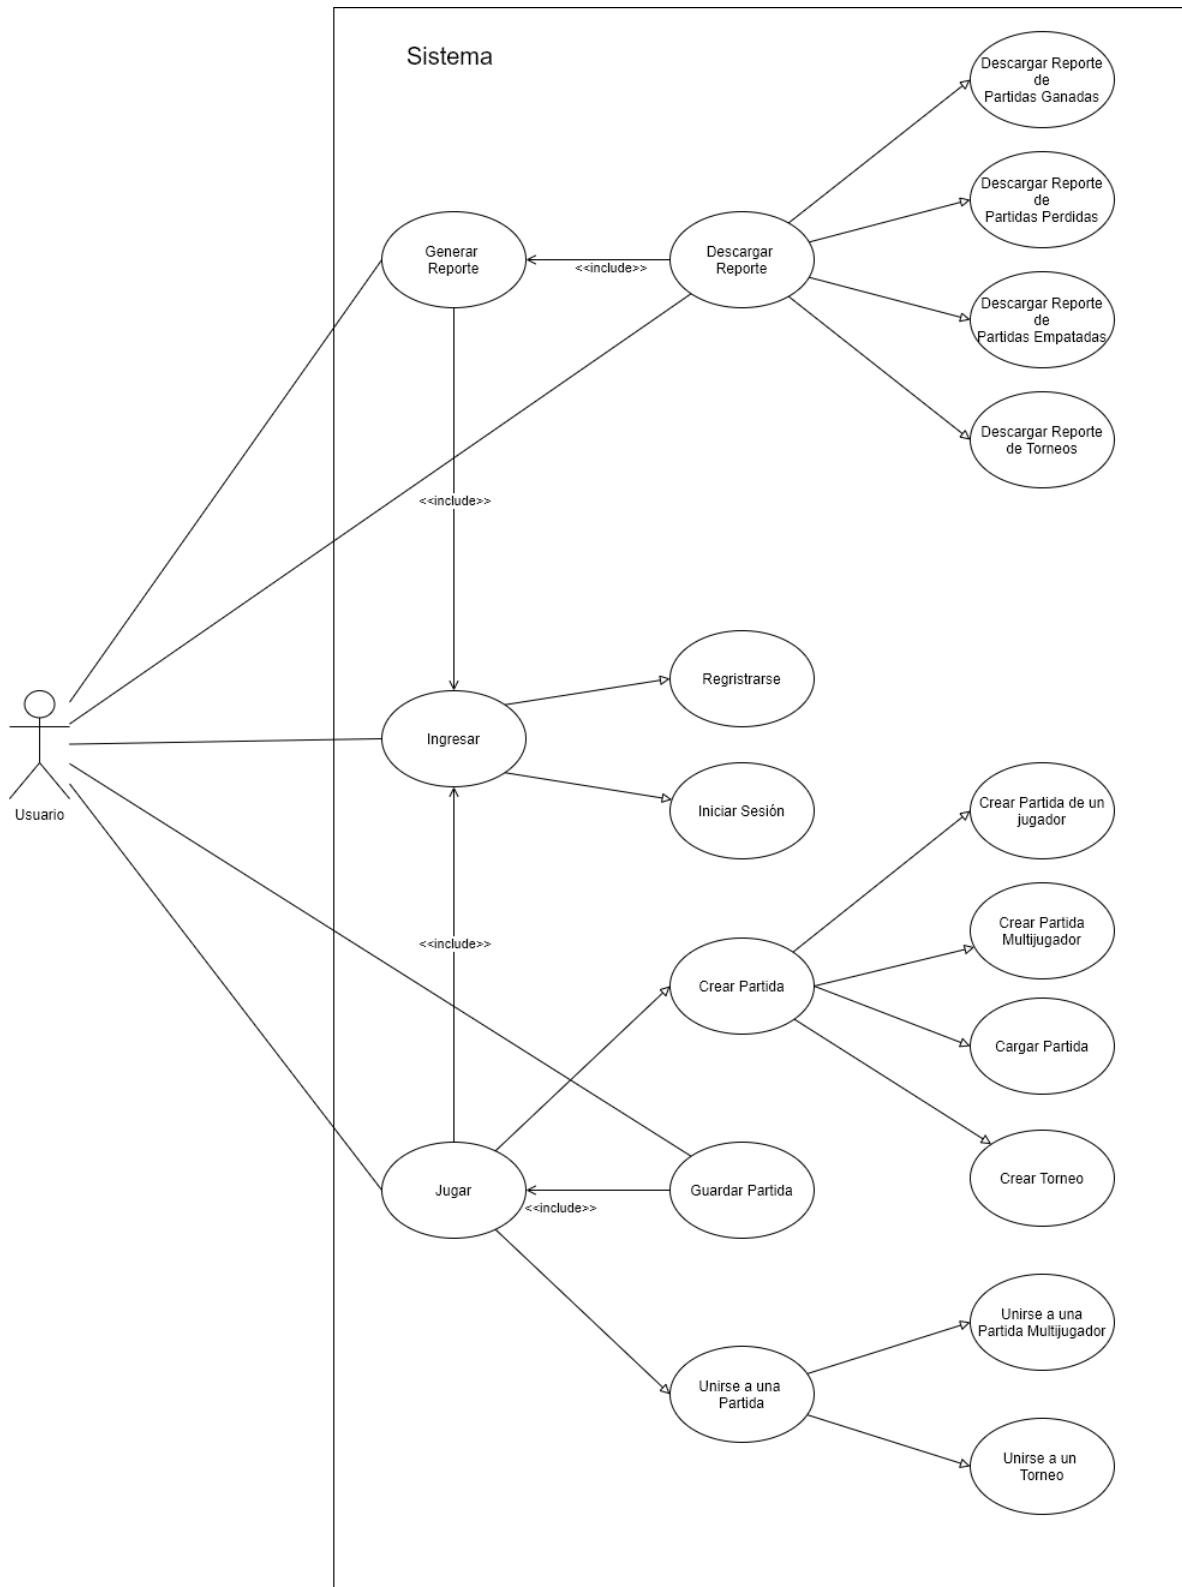 Sistema
Descargar Reporte
de
Partidas Ganadas
Descargar Reporte
de
Partidas Perdidas
Generar
Reporte
<<include>>
Descargar
Reporte
Descargar Reporte
de
Partidas Empatadas
Descargar Reporte
de Torneos
<<include>>
Regristrarse
Ingresar
Iniciar Sesión
Usuario
Crear Partida de un
jugador
Crear Partida
Multijugador
<<include>>
Crear Partida
Cargar Partida
Crear Torneo
Jugar
<<include>>
Guardar Partida
Unirse a una
Partida Multijugador
Unirse a una
Partida
Unirse a un
Torneo